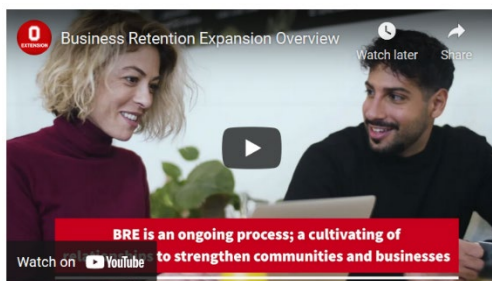 O
EXTENSION
Business Retention Expansion Overview
Watch later
Share
BRE is an ongoing process; a cultivating of
to strengthen communities and businesses
Watch on YouTube